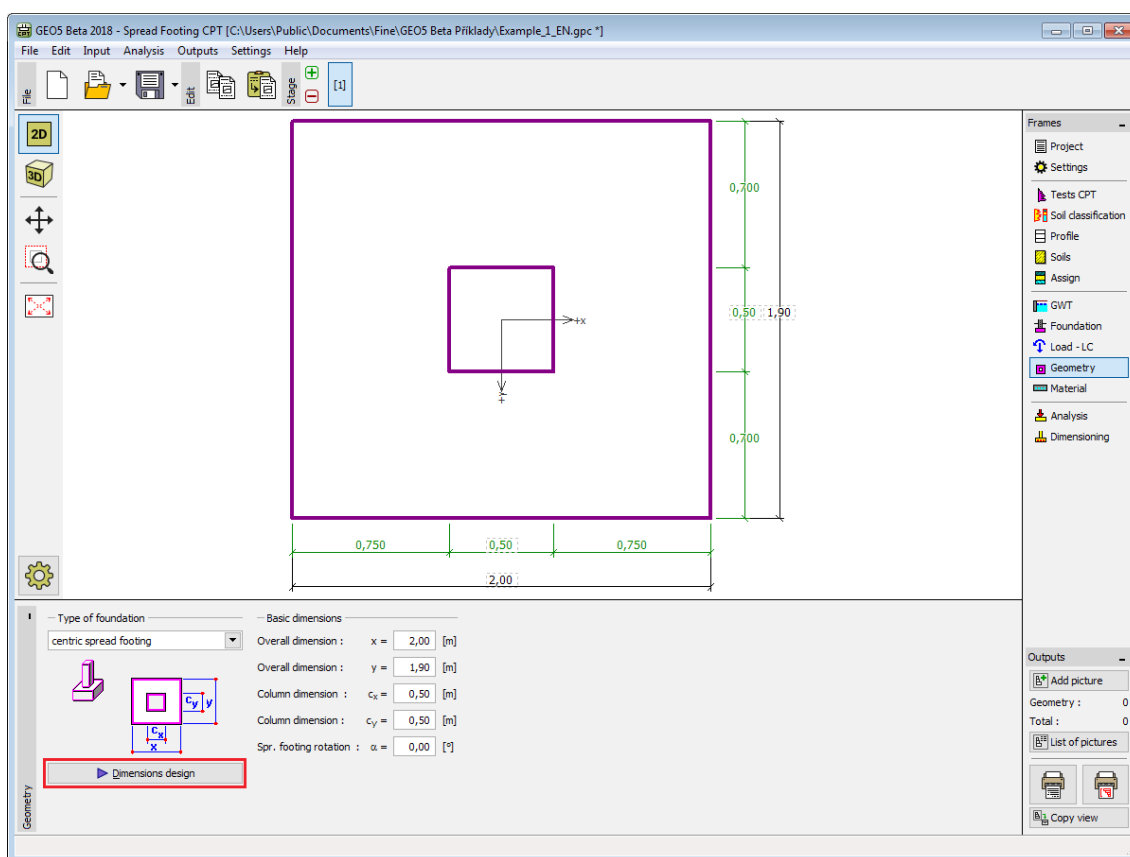 GEO5 Beta 2018 - Spread Footing CPT [C:\Users\Public\Documents\Fine\GEO5 Beta Příklady\Example_1_EN.gpc *]
File Edit Input Analysis Outputs Settings Help
File
Edit
Stage
[1]
2D
3D
0,700
+x
0,50 1,90
+y
0,700
0,750 0,50 0,750
2,00
Frames
Project
Settings
Tests CPT
Soil classification
Profile
Soils
Assign
GWT
Foundation
Load - LC
Geometry
Material
Analysis
Dimensioning
Outputs
Add picture
Geometry : 0
Total : 0
List of pictures
Copy view
Geometry
Type of foundation
centric spread footing
cy y
cx
x
Dimensions design
Basic dimensions
Overall dimension : x = 2,00 [m]
Overall dimension : y = 1,90 [m]
Column dimension : cx = 0,50 [m]
Column dimension : cy = 0,50 [m]
Spr. footing rotation : α = 0,00 [°]